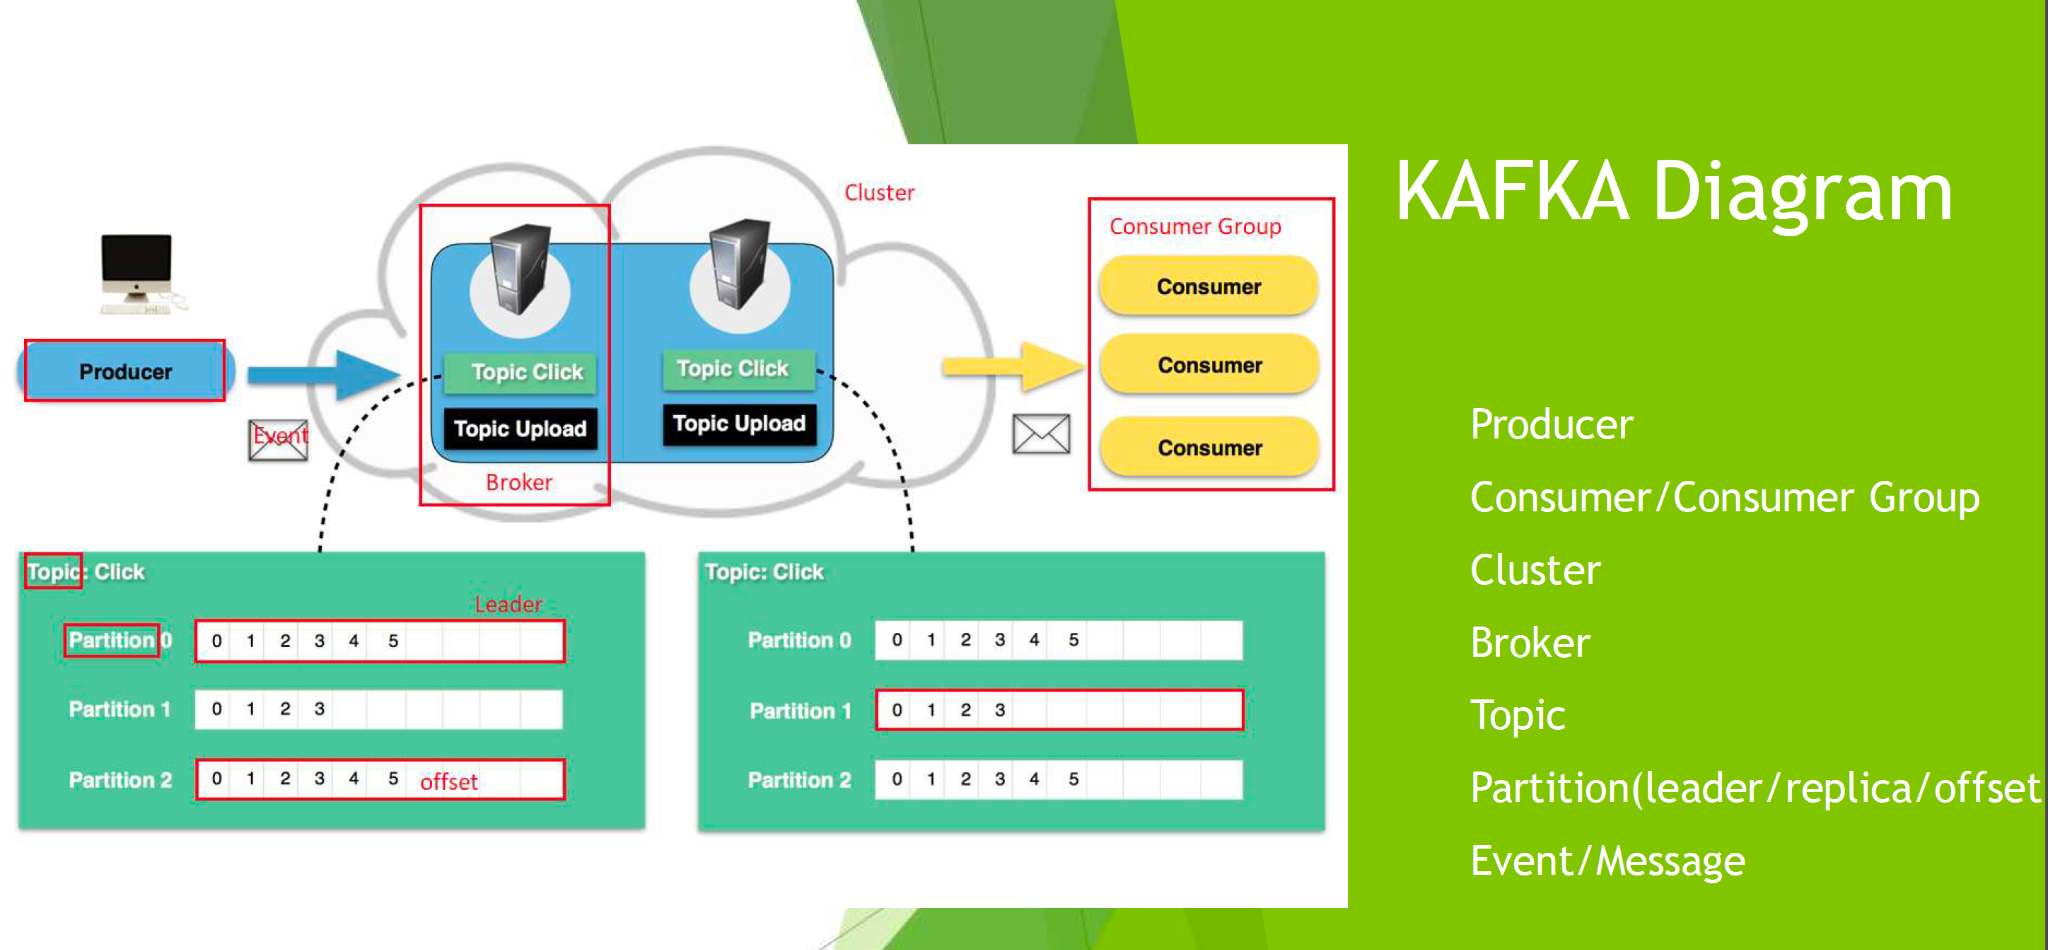 KAFKA Diagram
Cluster
Consumer Group
Consumer
Consumer
Consumer
Producer
Event
Topic Click
Topic Upload
Topic Click
Topic Upload
Broker
Topic: Click
Leader
Partition 0 0 1 2 3 4 5
Partition 1 0 1 2 3
Partition 2 0 1 2 3 4 5 offset
Topic: Click
Partition 0 0 1 2 3 4 5
Partition 1 0 1 2 3
Partition 2 0 1 2 3 4 5
Producer
Consumer/Consumer Group
Cluster
Broker
Topic
Partition(leader/replica/offset
Event/Message